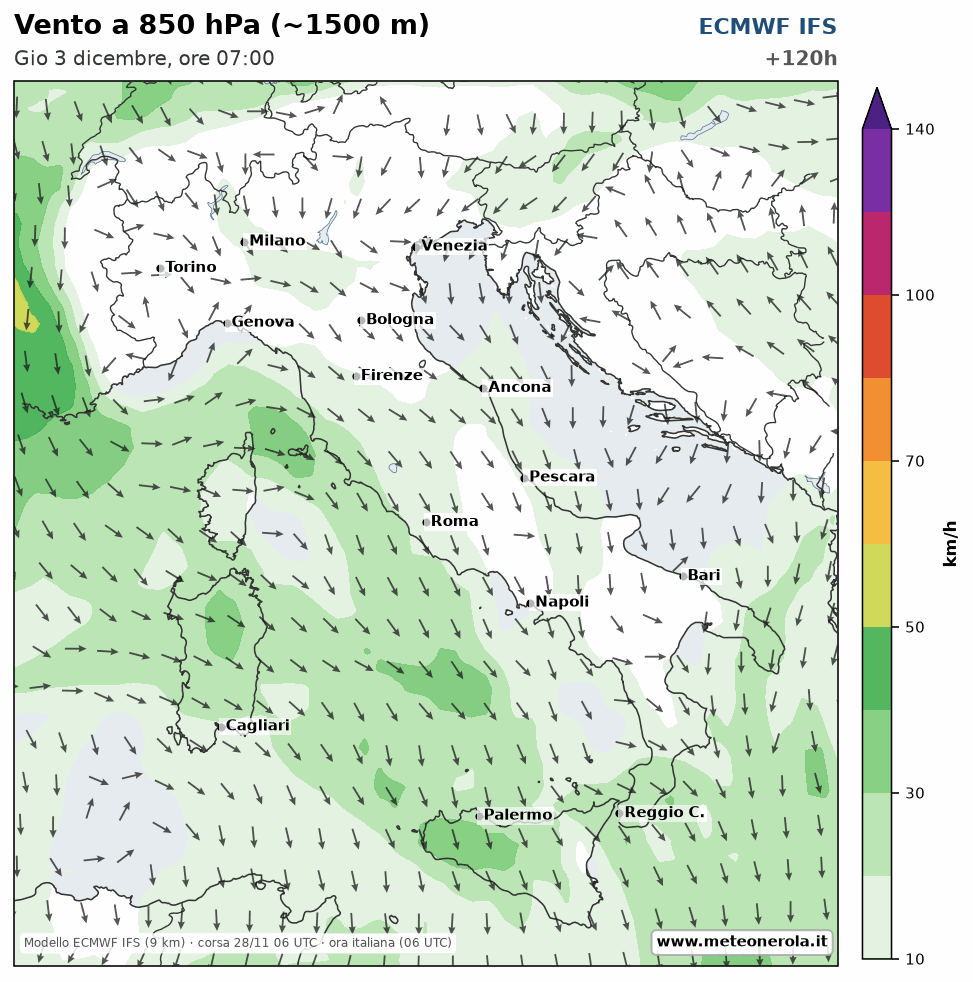 Vento a 850 hPa (~1500 m)
ECMWF IFS
Gio 3 dicembre, ore 07:00
+120h
140
100
70
50
30
10
km/h
Milano
Venezia
Torino
Genova
Bologna
Firenze
Ancona
Pescara
Roma
Bari
Napoli
Cagliari
Palermo
Reggio C.
Modello ECMWF IFS (9 km) · corsa 28/11 06 UTC · ora italiana (06 UTC)
www.meteonerola.it